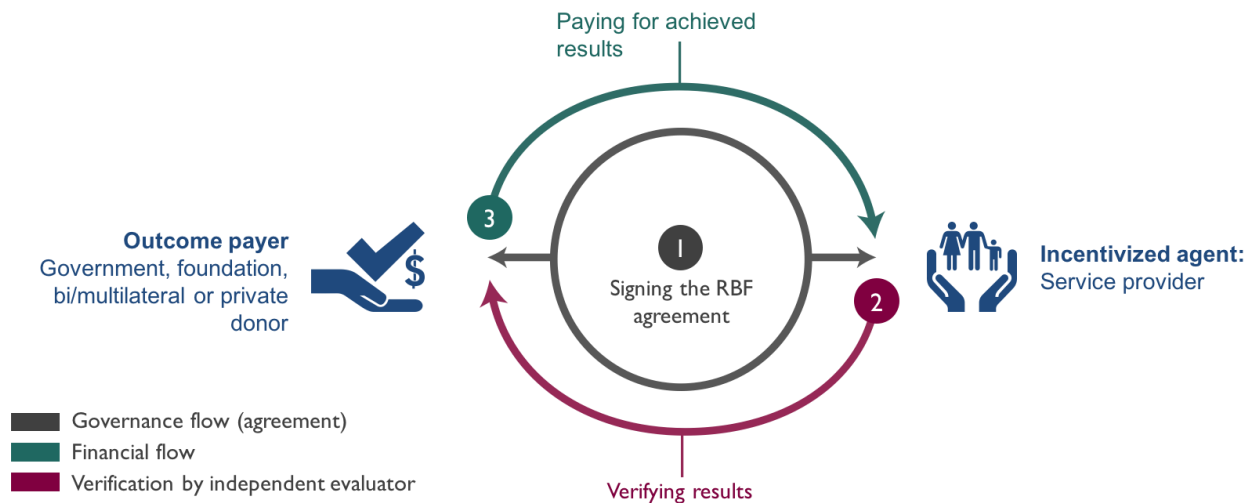 Paying for achieved
results
3
Outcome payer
Government, foundation,
bi/multilateral or private
donor
$
1
Signing the RBF
agreement
Incentivized agent:
Service provider
2
Governance flow (agreement)
Financial flow
Verification by independent evaluator
Verifying results